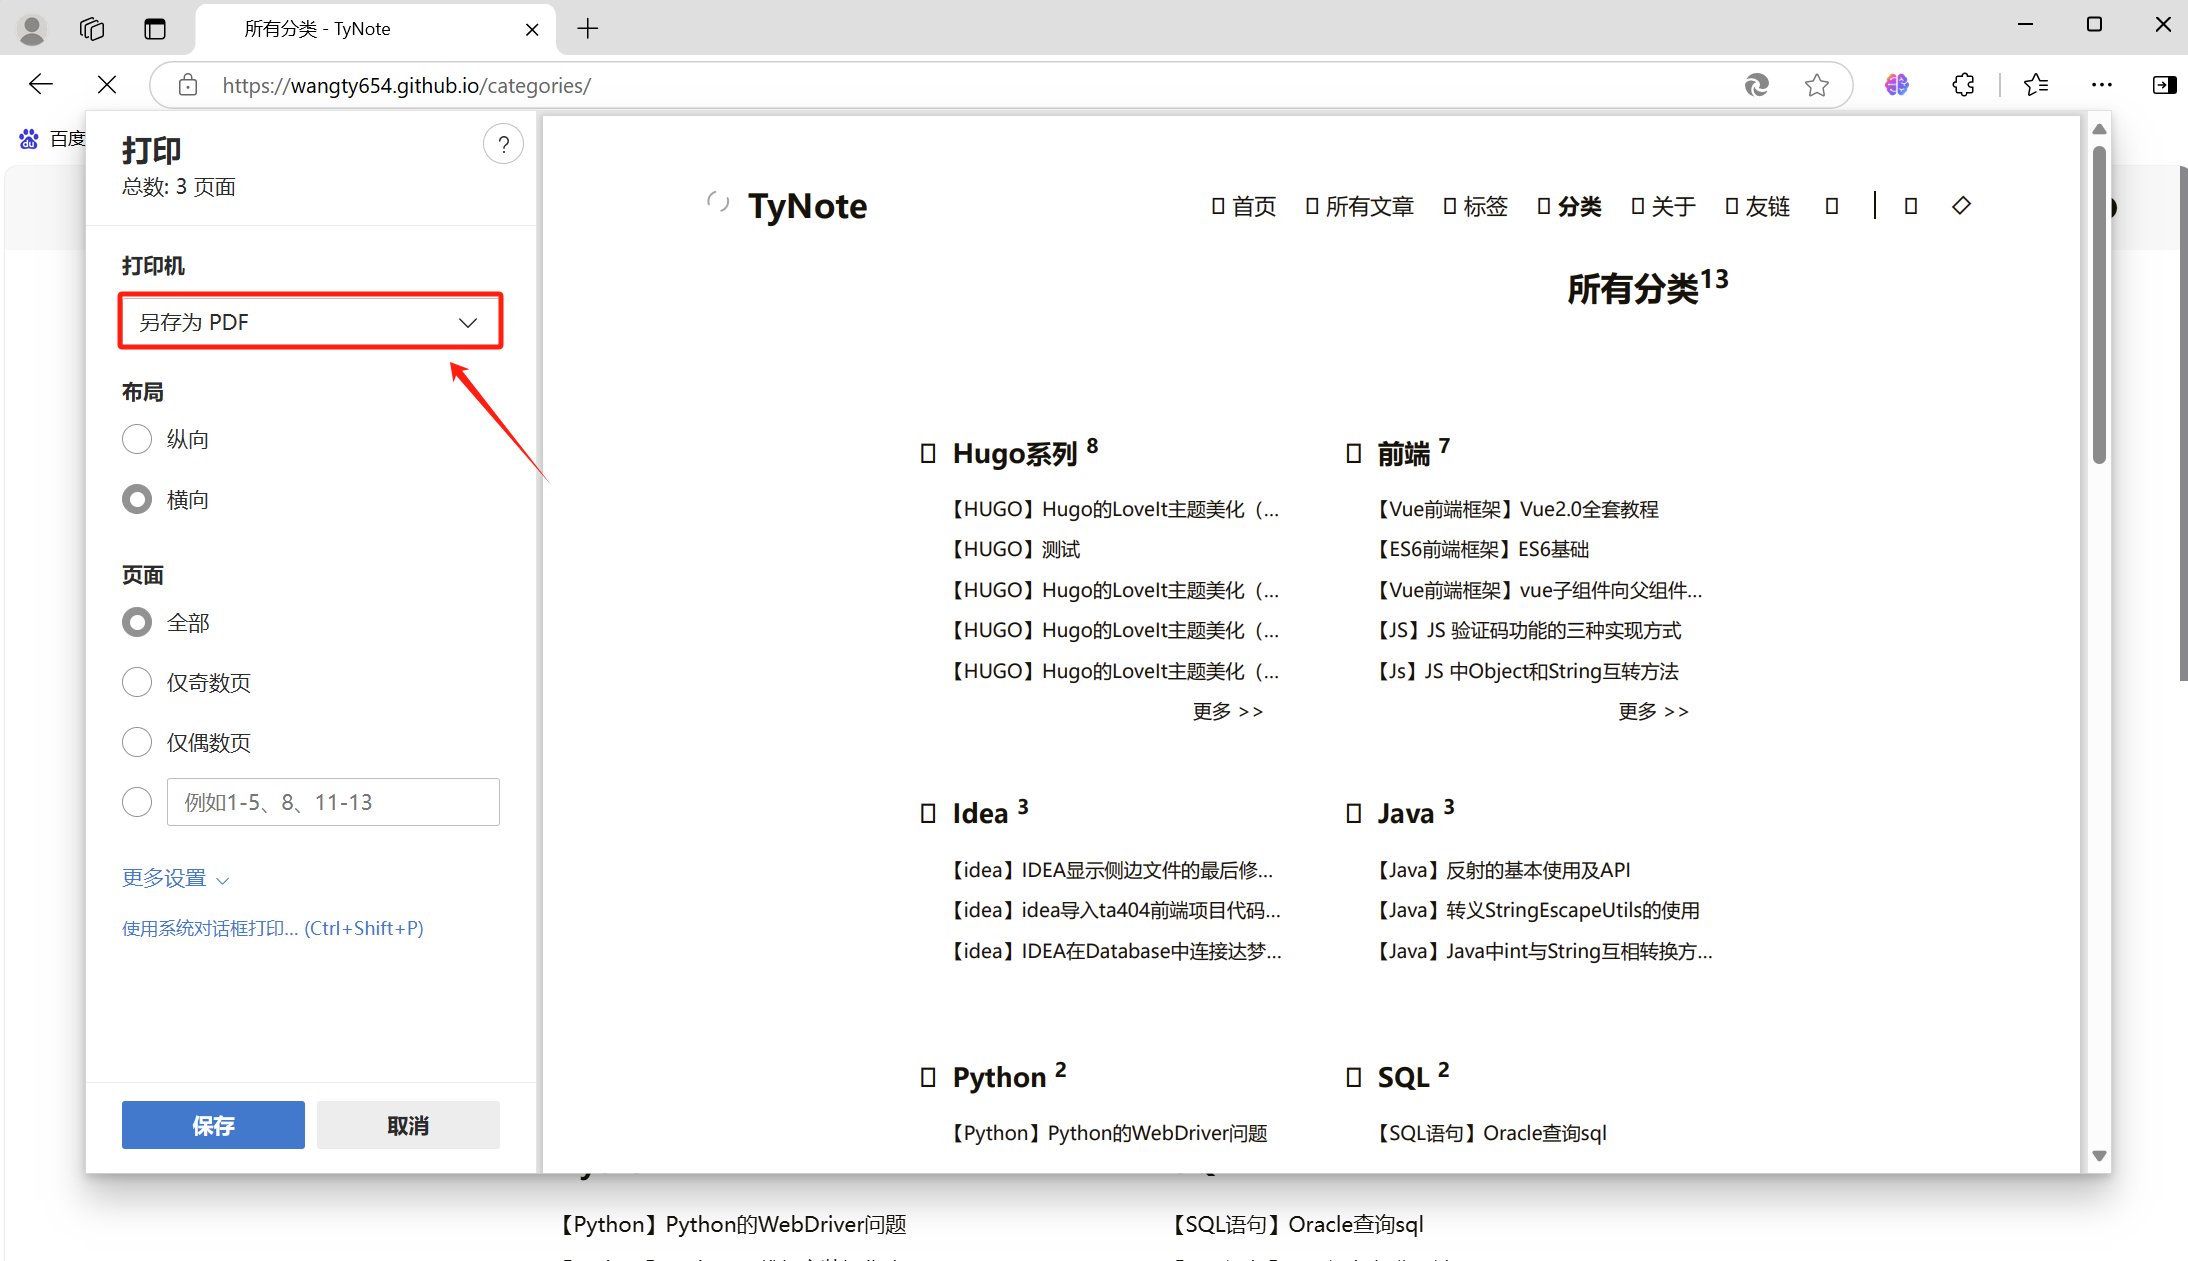 所有分类 - TyNote
https://wangty654.github.io/categories/
百度
打印
总数: 3 页面
?
打印机
另存为 PDF
布局
纵向
横向
页面
全部
仅奇数页
仅偶数页
例如1-5、8、11-13
更多设置
使用系统对话框打印... (Ctrl+Shift+P)
保存
取消
TyNote
首页
所有文章
标签
分类
关于
友链
所有分类13
Hugo系列 8
【HUGO】Hugo的LoveIt主题美化（...
【HUGO】测试
【HUGO】Hugo的LoveIt主题美化（...
【HUGO】Hugo的LoveIt主题美化（...
【HUGO】Hugo的LoveIt主题美化（...
更多 >>
前端 7
【Vue前端框架】Vue2.0全套教程
【ES6前端框架】ES6基础
【Vue前端框架】vue子组件向父组件...
【JS】JS 验证码功能的三种实现方式
【Js】JS 中Object和String互转方法
更多 >>
Idea 3
【idea】IDEA显示侧边文件的最后修...
【idea】idea导入ta404前端项目代码...
【idea】IDEA在Database中连接达梦...
Java 3
【Java】反射的基本使用及API
【Java】转义StringEscapeUtils的使用
【Java】Java中int与String互相转换方...
Python 2
【Python】Python的WebDriver问题
SQL 2
【SQL语句】Oracle查询sql
【Python】Python的WebDriver问题
【SQL语句】Oracle查询sql